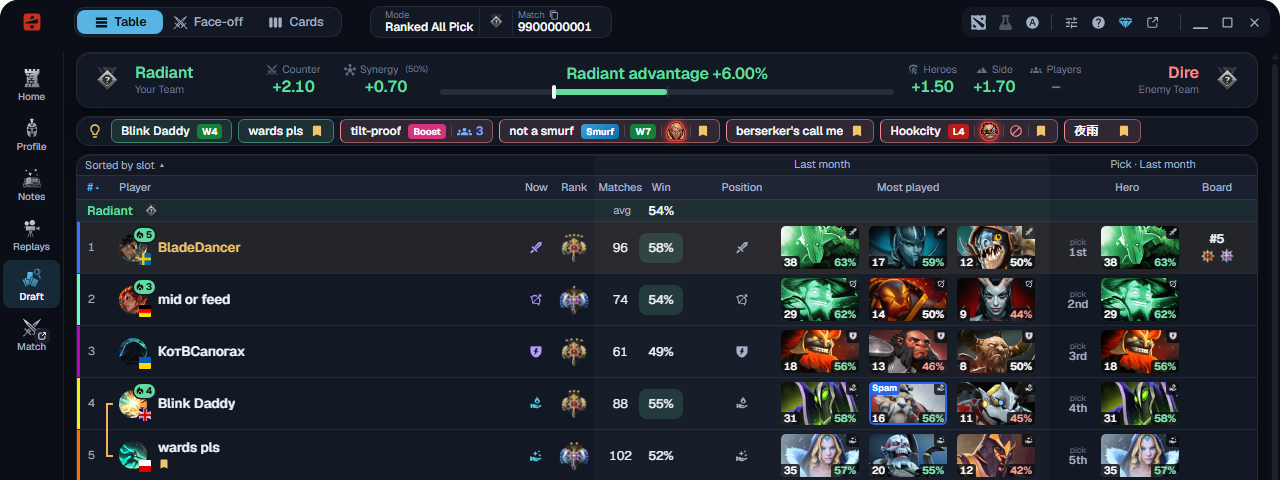 Table
Face-off
Cards
Mode
Ranked All Pick
Match
9900000001
Home
Profile
Notes
Replays
Draft
Match
Radiant
Your Team
Counter
+2.10
Synergy (50%)
+0.70
Radiant advantage +6.00%
Heroes
+1.50
Side
+1.70
Players
–
Dire
Enemy Team
Blink Daddy W4
wards pls
tilt-proof Boost 3
not a smurf Smurf W7
berserker's call me
Hookcity L4
夜雨
Sorted by slot
Last month
Pick · Last month
# Player Now Rank Matches Win Position Most played Hero Board
Radiant avg 54%
1 5 BladeDancer 96 58% 38 63% 17 59% 12 50% pick 1st 38 63% #5
2 3 mid or feed 74 54% 29 62% 14 50% 9 44% pick 2nd 29 62%
3 КотВСапогах 61 49% 18 56% 13 46% 8 50% pick 3rd 18 56%
4 4 Blink Daddy 88 55% 31 58% Spam 16 56% 11 45% pick 4th 31 58%
5 wards pls 102 52% 35 57% 20 55% 12 42% pick 5th 35 57%